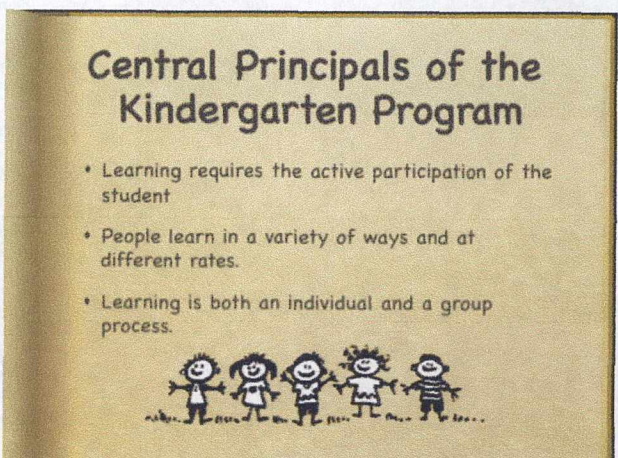 Central Principals of the
Kindergarten Program
• Learning requires the active participation of the
student
• People learn in a variety of ways and at
different rates.
• Learning is both an individual and a group
process.